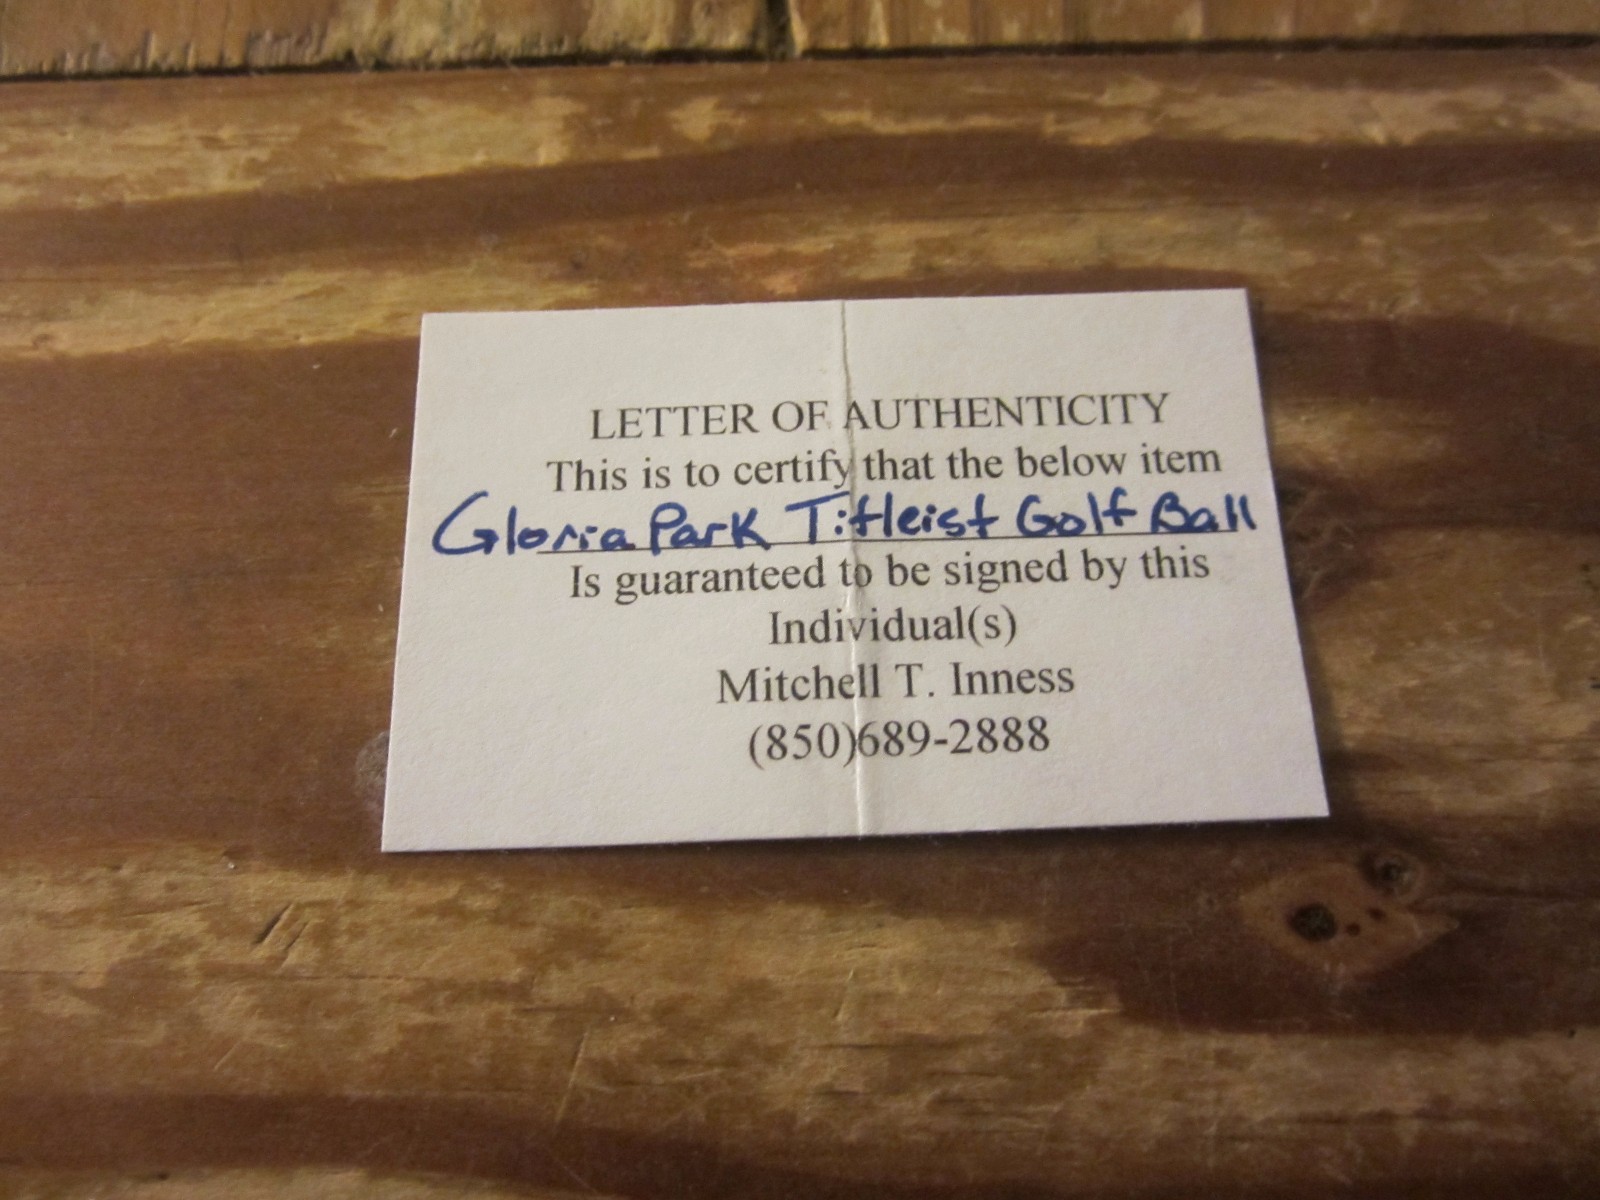 LETTER OF AUTHENTICITY
This is to certify that the below item
Gloria Park Titleist Golf Ball
Is guaranteed to be signed by this
Individual(s)
Mitchell T. Inness
(850)689-2888